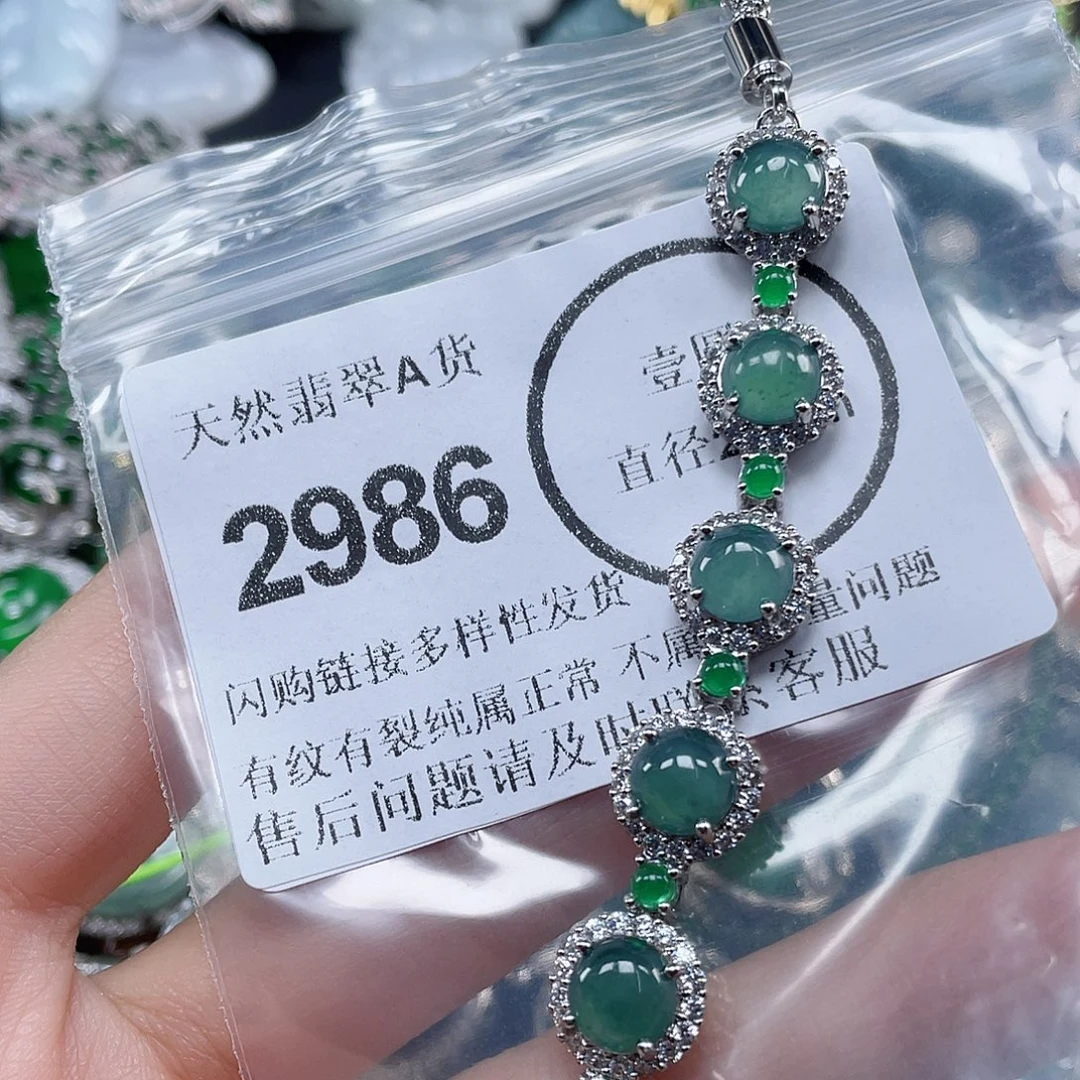 天然翡翠A货
2986
壹
直径
闪购链接多样性发货
有纹有裂纯属正常 不属 量问题
售后问题请及时联 客服